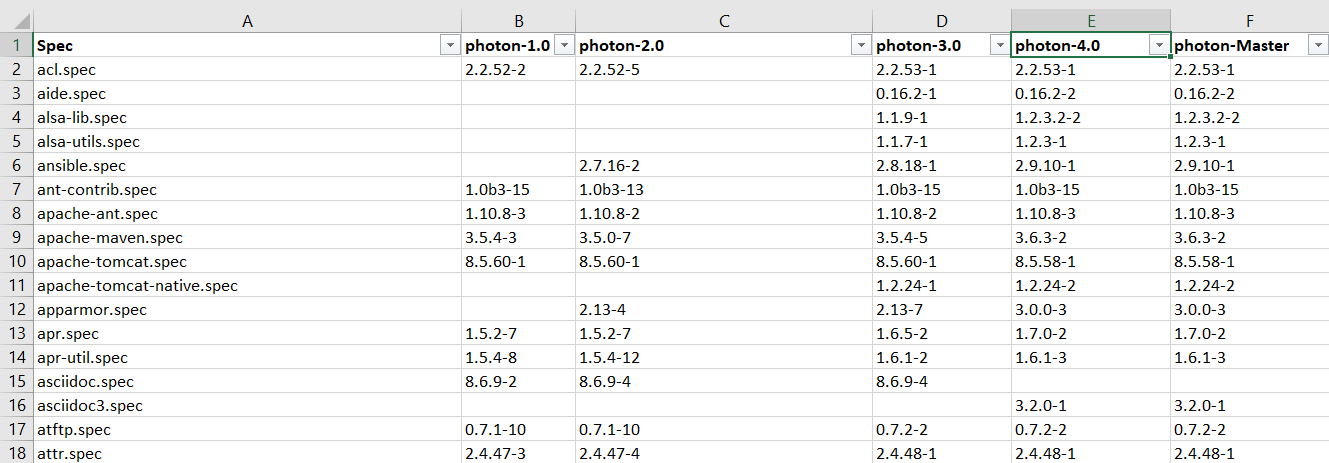 A B C D E F
1 Spec photon-1.0 photon-2.0 photon-3.0 photon-4.0 photon-Master
2 acl.spec 2.2.52-2 2.2.52-5 2.2.53-1 2.2.53-1 2.2.53-1
3 aide.spec 0.16.2-1 0.16.2-2 0.16.2-2
4 alsa-lib.spec 1.1.9-1 1.2.3.2-2 1.2.3.2-2
5 alsa-utils.spec 1.1.7-1 1.2.3-1 1.2.3-1
6 ansible.spec 2.7.16-2 2.8.18-1 2.9.10-1 2.9.10-1
7 ant-contrib.spec 1.0b3-15 1.0b3-13 1.0b3-15 1.0b3-15 1.0b3-15
8 apache-ant.spec 1.10.8-3 1.10.8-2 1.10.8-2 1.10.8-3 1.10.8-3
9 apache-maven.spec 3.5.4-3 3.5.0-7 3.5.4-5 3.6.3-2 3.6.3-2
10 apache-tomcat.spec 8.5.60-1 8.5.60-1 8.5.60-1 8.5.58-1 8.5.58-1
11 apache-tomcat-native.spec 1.2.24-1 1.2.24-2 1.2.24-2
12 apparmor.spec 2.13-4 2.13-7 3.0.0-3 3.0.0-3
13 apr.spec 1.5.2-7 1.5.2-7 1.6.5-2 1.7.0-2 1.7.0-2
14 apr-util.spec 1.5.4-8 1.5.4-12 1.6.1-2 1.6.1-3 1.6.1-3
15 asciidoc.spec 8.6.9-2 8.6.9-4 8.6.9-4
16 asciidoc3.spec 3.2.0-1 3.2.0-1
17 atftp.spec 0.7.1-10 0.7.1-10 0.7.2-2 0.7.2-2 0.7.2-2
18 attr.spec 2.4.47-3 2.4.47-4 2.4.48-1 2.4.48-1 2.4.48-1